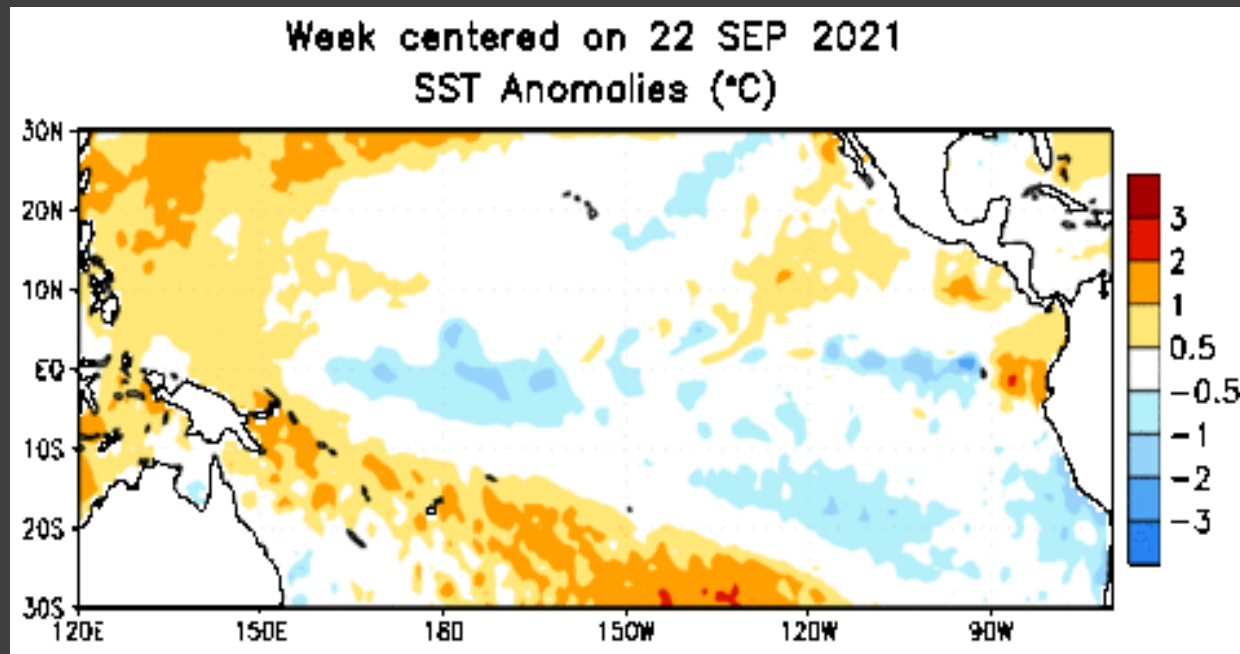 Week centered on 22 SEP 2021
SST Anomalies (°C)
30N
20N
10N
EQ
10S
20S
30S
120E 150E 180 150W 120W 90W
3
2
1
0.5
-0.5
-1
-2
-3